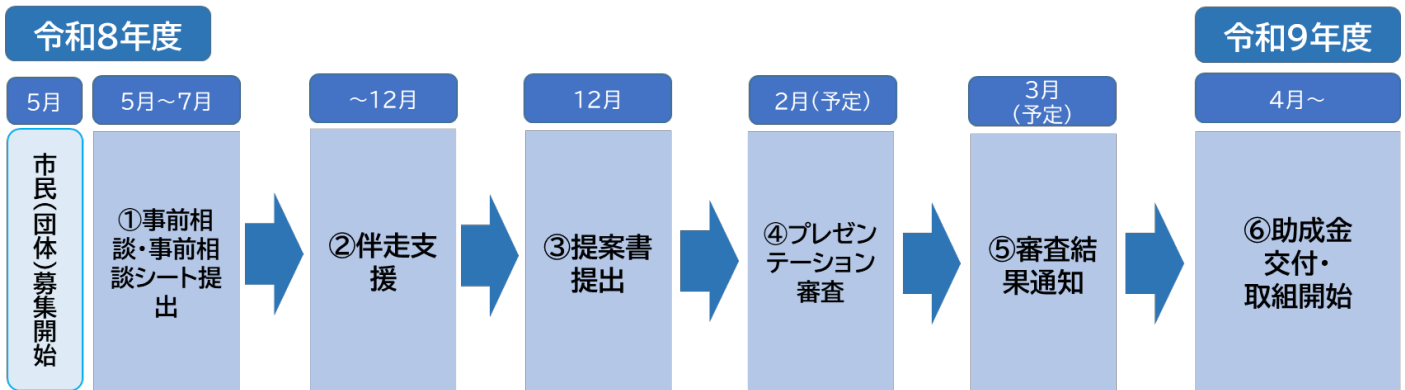 令和8年度
令和9年度
5月
5月～7月
～12月
12月
2月(予定)
3月
(予定)
4月～
市民(団体)募集開始
①事前相
談・事前相
談シート提
出
②伴走支
援
③提案書
提出
④プレゼン
テーション
審査
⑤審査結
果通知
⑥助成金
交付・
取組開始